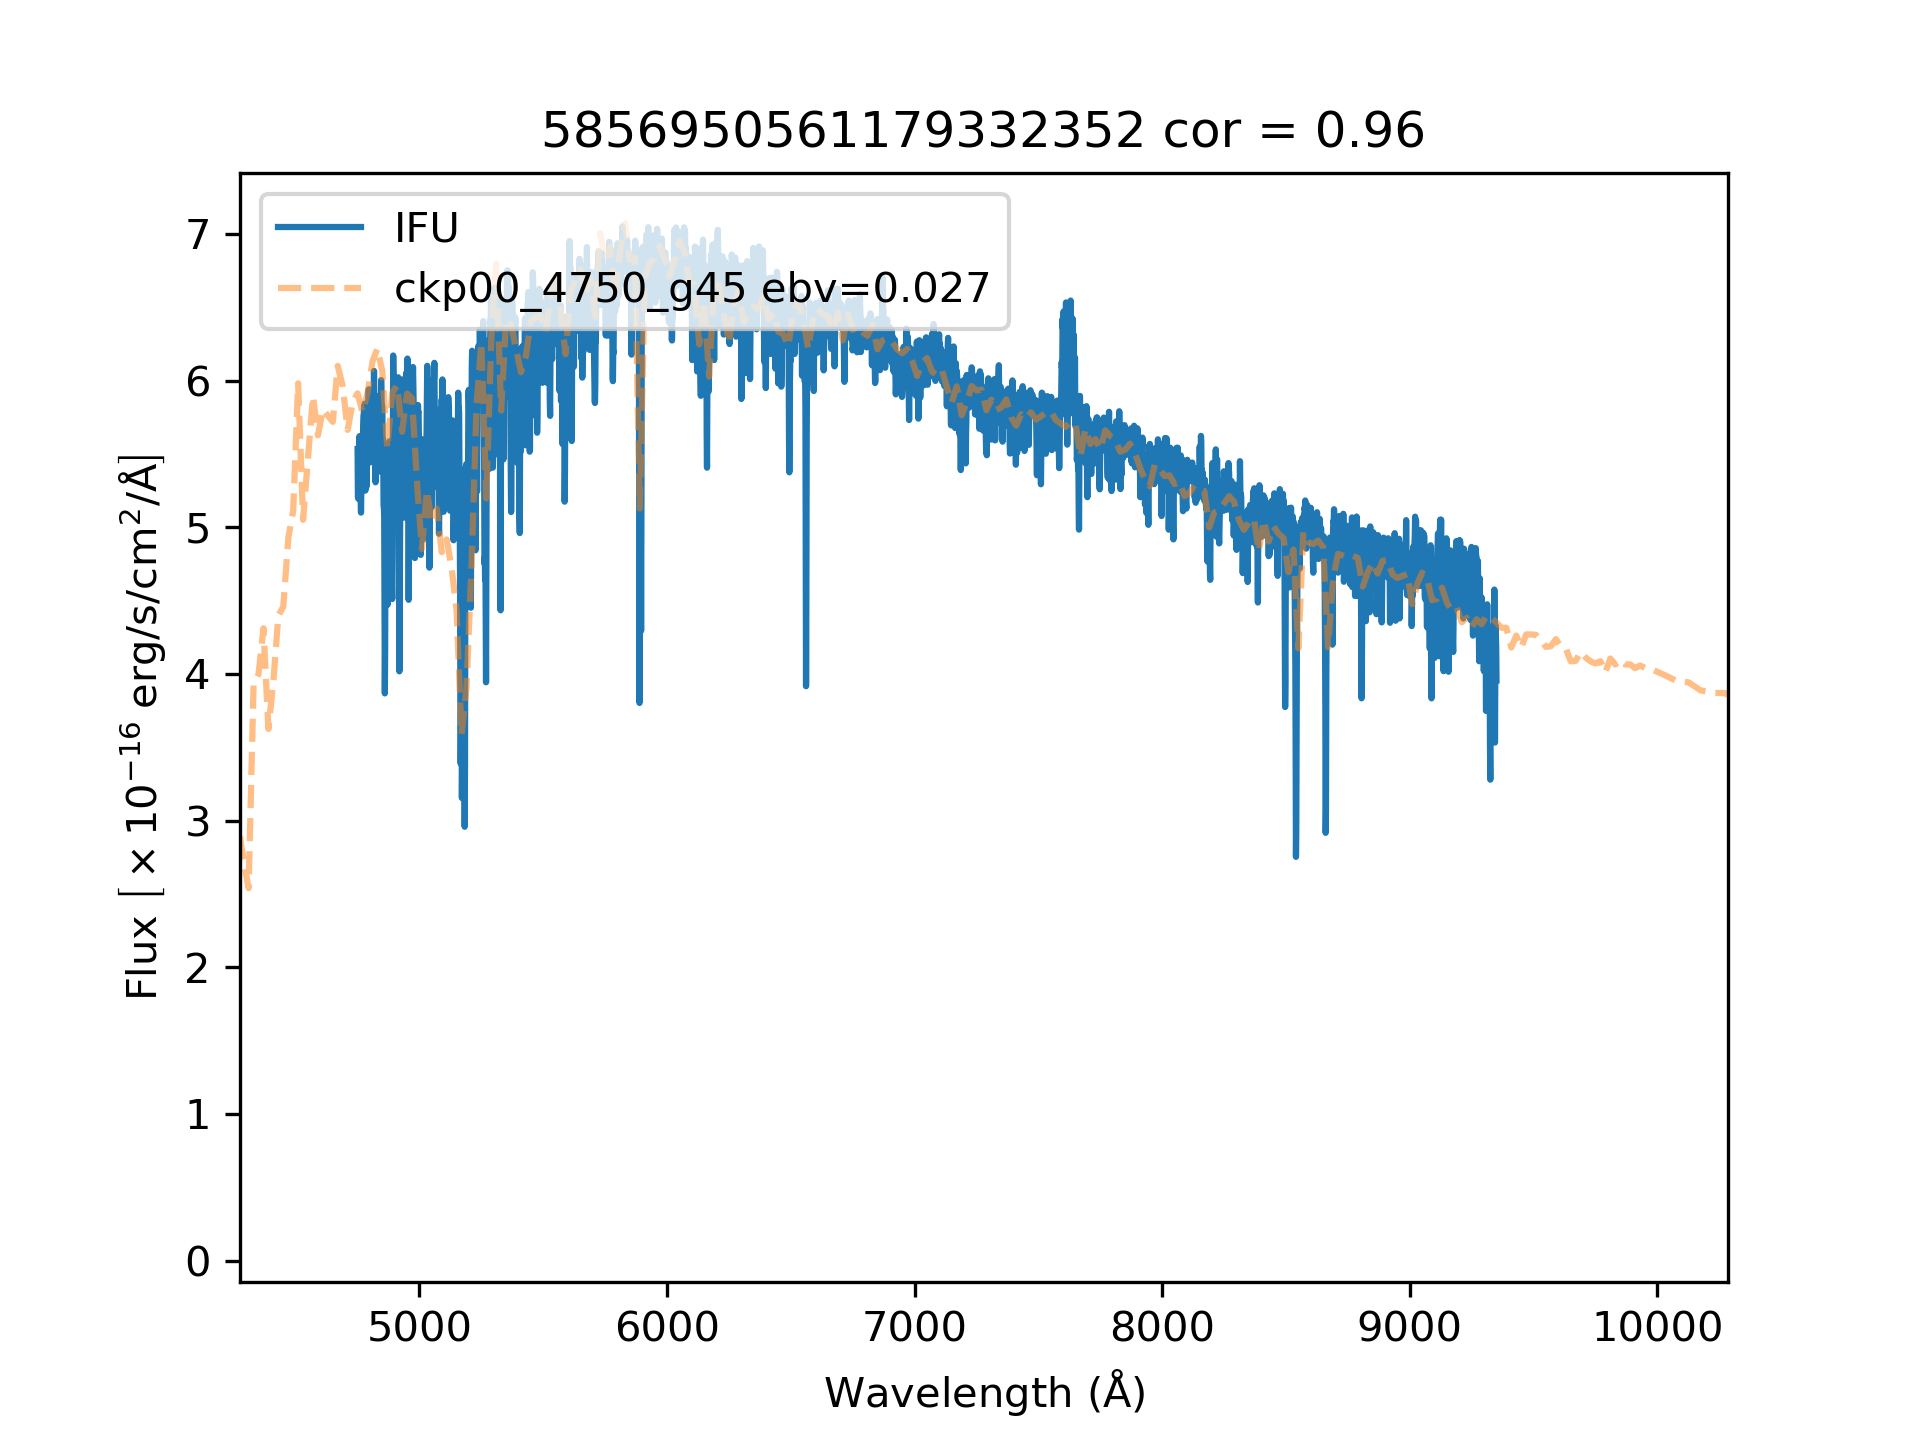 5856950561179332352 cor = 0.96
IFU
ckp00_4750_g45 ebv=0.027
Flux [× 10⁻¹⁶ erg/s/cm²/Å]
7
6
5
4
3
2
1
0
5000 6000 7000 8000 9000 10000
Wavelength (Å)